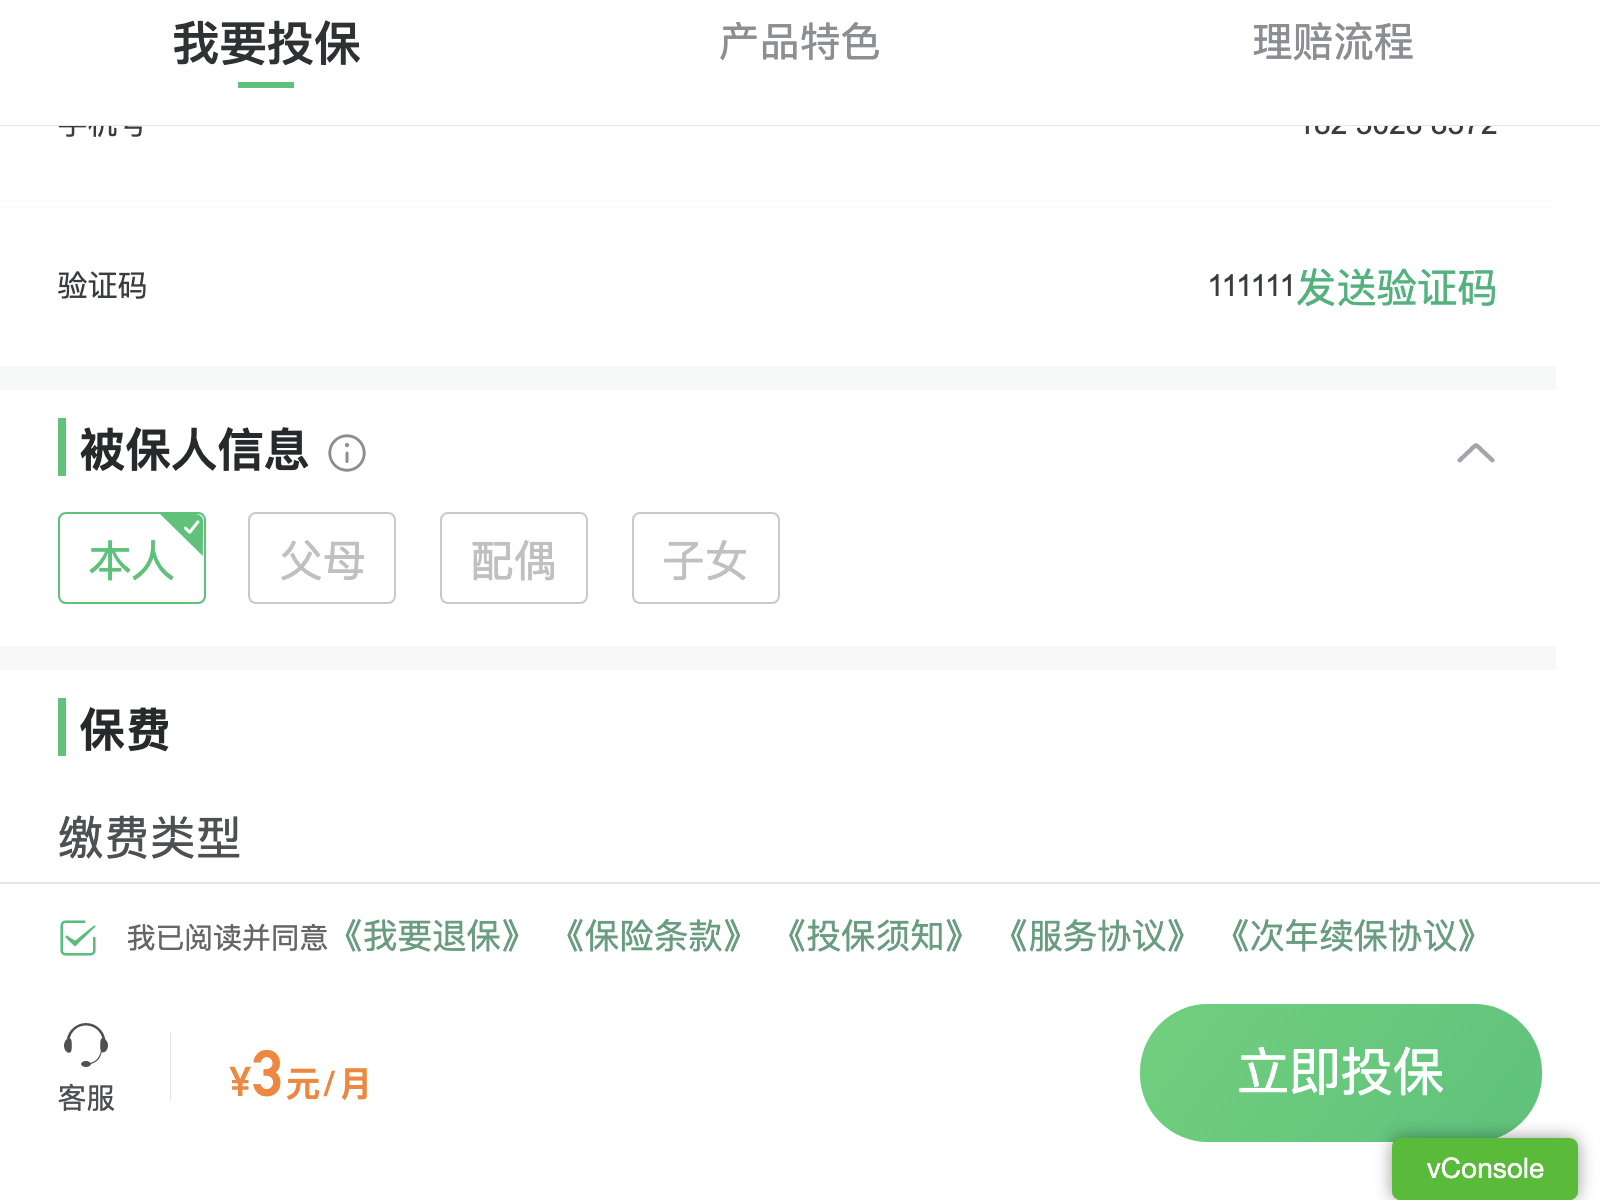 我要投保 产品特色 理赔流程
手机号
验证码 111111发送验证码
被保人信息
本人 父母 配偶 子女
保费
缴费类型
我已阅读并同意《我要退保》 《保险条款》 《投保须知》 《服务协议》 《次年续保协议》
客服 ¥3元/月 立即投保
vConsole